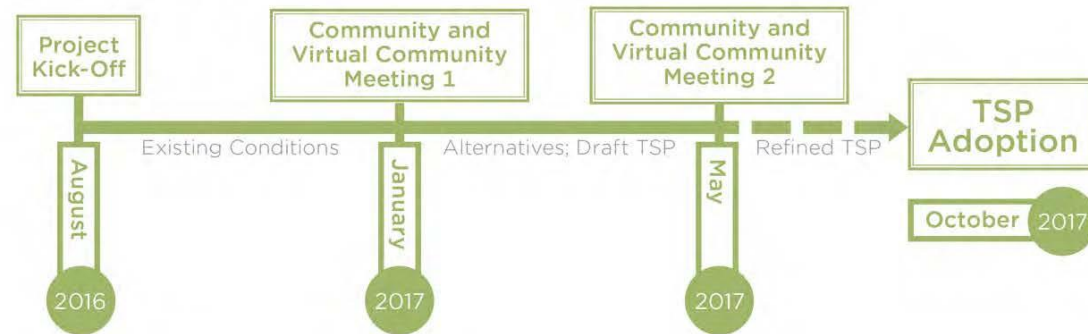 Project
Kick-Off
Community and
Virtual Community
Meeting 1
Community and
Virtual Community
Meeting 2
TSP
Adoption
Existing Conditions
Alternatives; Draft TSP
Refined TSP
August
January
May
October 2017
2016
2017
2017